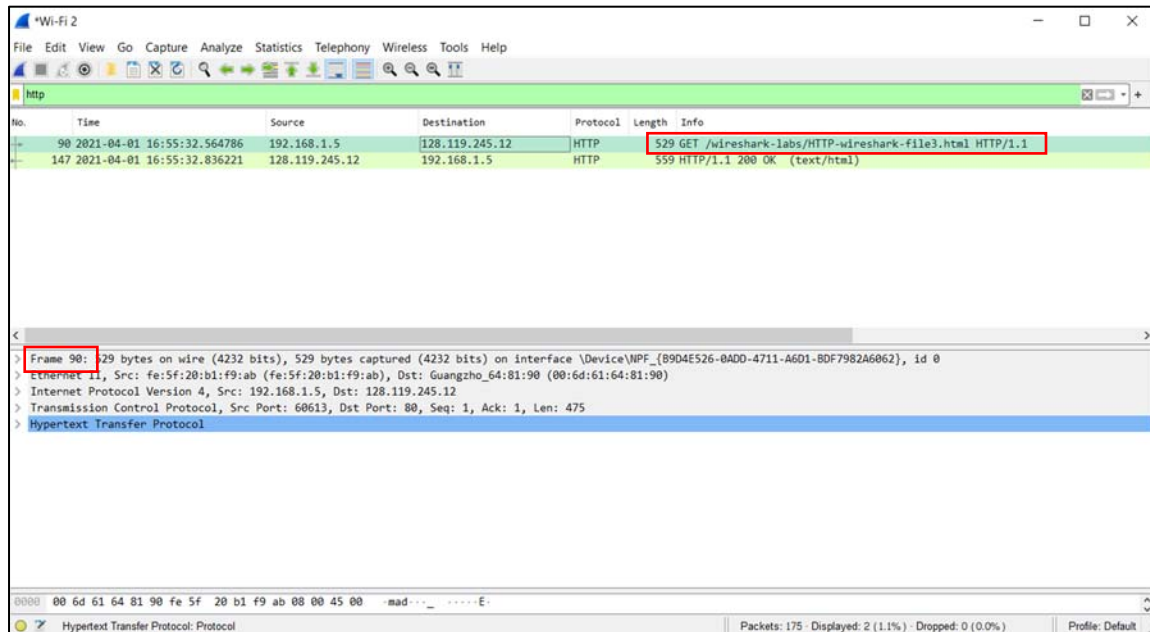 *Wi-Fi 2
File Edit View Go Capture Analyze Statistics Telephony Wireless Tools Help
http
No. Time Source Destination Protocol Length Info
90 2021-04-01 16:55:32.564786 192.168.1.5 128.119.245.12 HTTP 529 GET /wireshark-labs/HTTP-wireshark-file3.html HTTP/1.1
147 2021-04-01 16:55:32.836221 128.119.245.12 192.168.1.5 HTTP 559 HTTP/1.1 200 OK (text/html)
> Frame 90: 529 bytes on wire (4232 bits), 529 bytes captured (4232 bits) on interface \Device\NPF_{B9D4E526-0ADD-4711-A6D1-BDF7982A6062}, id 0
> Ethernet II, Src: fe:5f:20:b1:f9:ab (fe:5f:20:b1:f9:ab), Dst: Guangzho_64:81:90 (00:6d:61:64:81:90)
> Internet Protocol Version 4, Src: 192.168.1.5, Dst: 128.119.245.12
> Transmission Control Protocol, Src Port: 60613, Dst Port: 80, Seq: 1, Ack: 1, Len: 475
> Hypertext Transfer Protocol
0000 00 6d 61 64 81 90 fe 5f 20 b1 f9 ab 08 00 45 00 ·mad···_ ·····E·
Hypertext Transfer Protocol: Protocol Packets: 175 · Displayed: 2 (1.1%) · Dropped: 0 (0.0%) Profile: Default